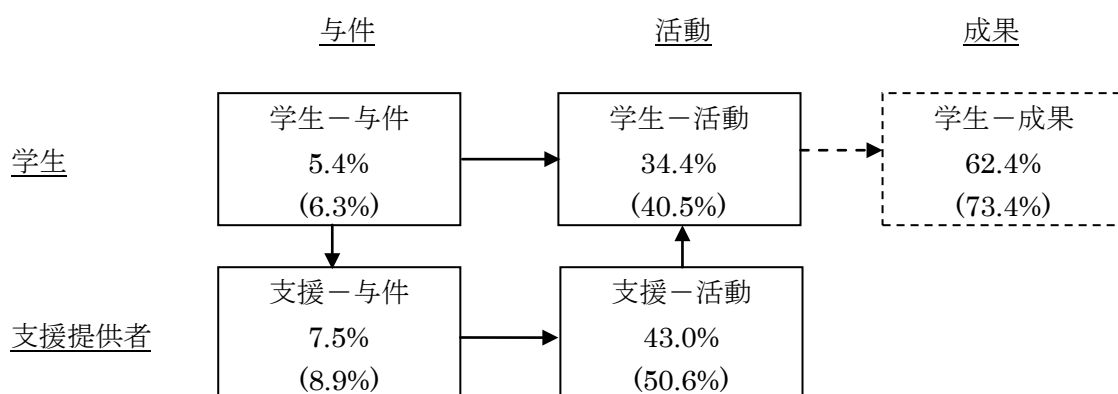 与件
活動
成果
学生
学生－与件
5.4%
(6.3%)
学生－活動
34.4%
(40.5%)
学生－成果
62.4%
(73.4%)
支援提供者
支援－与件
7.5%
(8.9%)
支援－活動
43.0%
(50.6%)